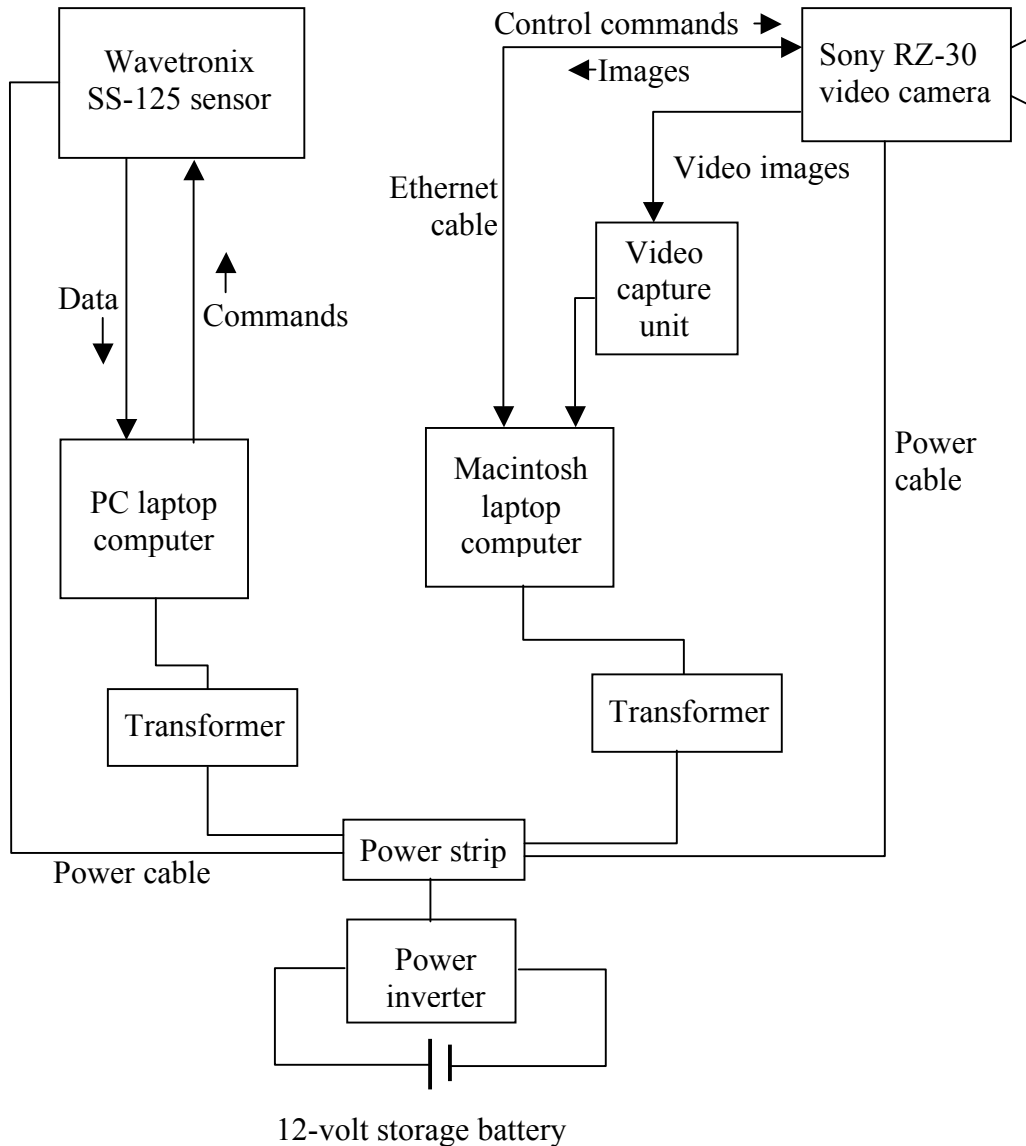 Control commands
Images
Wavetronix
SS-125 sensor
Sony RZ-30
video camera
Video images
Ethernet
cable
Video
capture
unit
Data
Commands
Power
cable
PC laptop
computer
Macintosh
laptop
computer
Transformer
Transformer
Power strip
Power cable
Power
inverter
12-volt storage battery